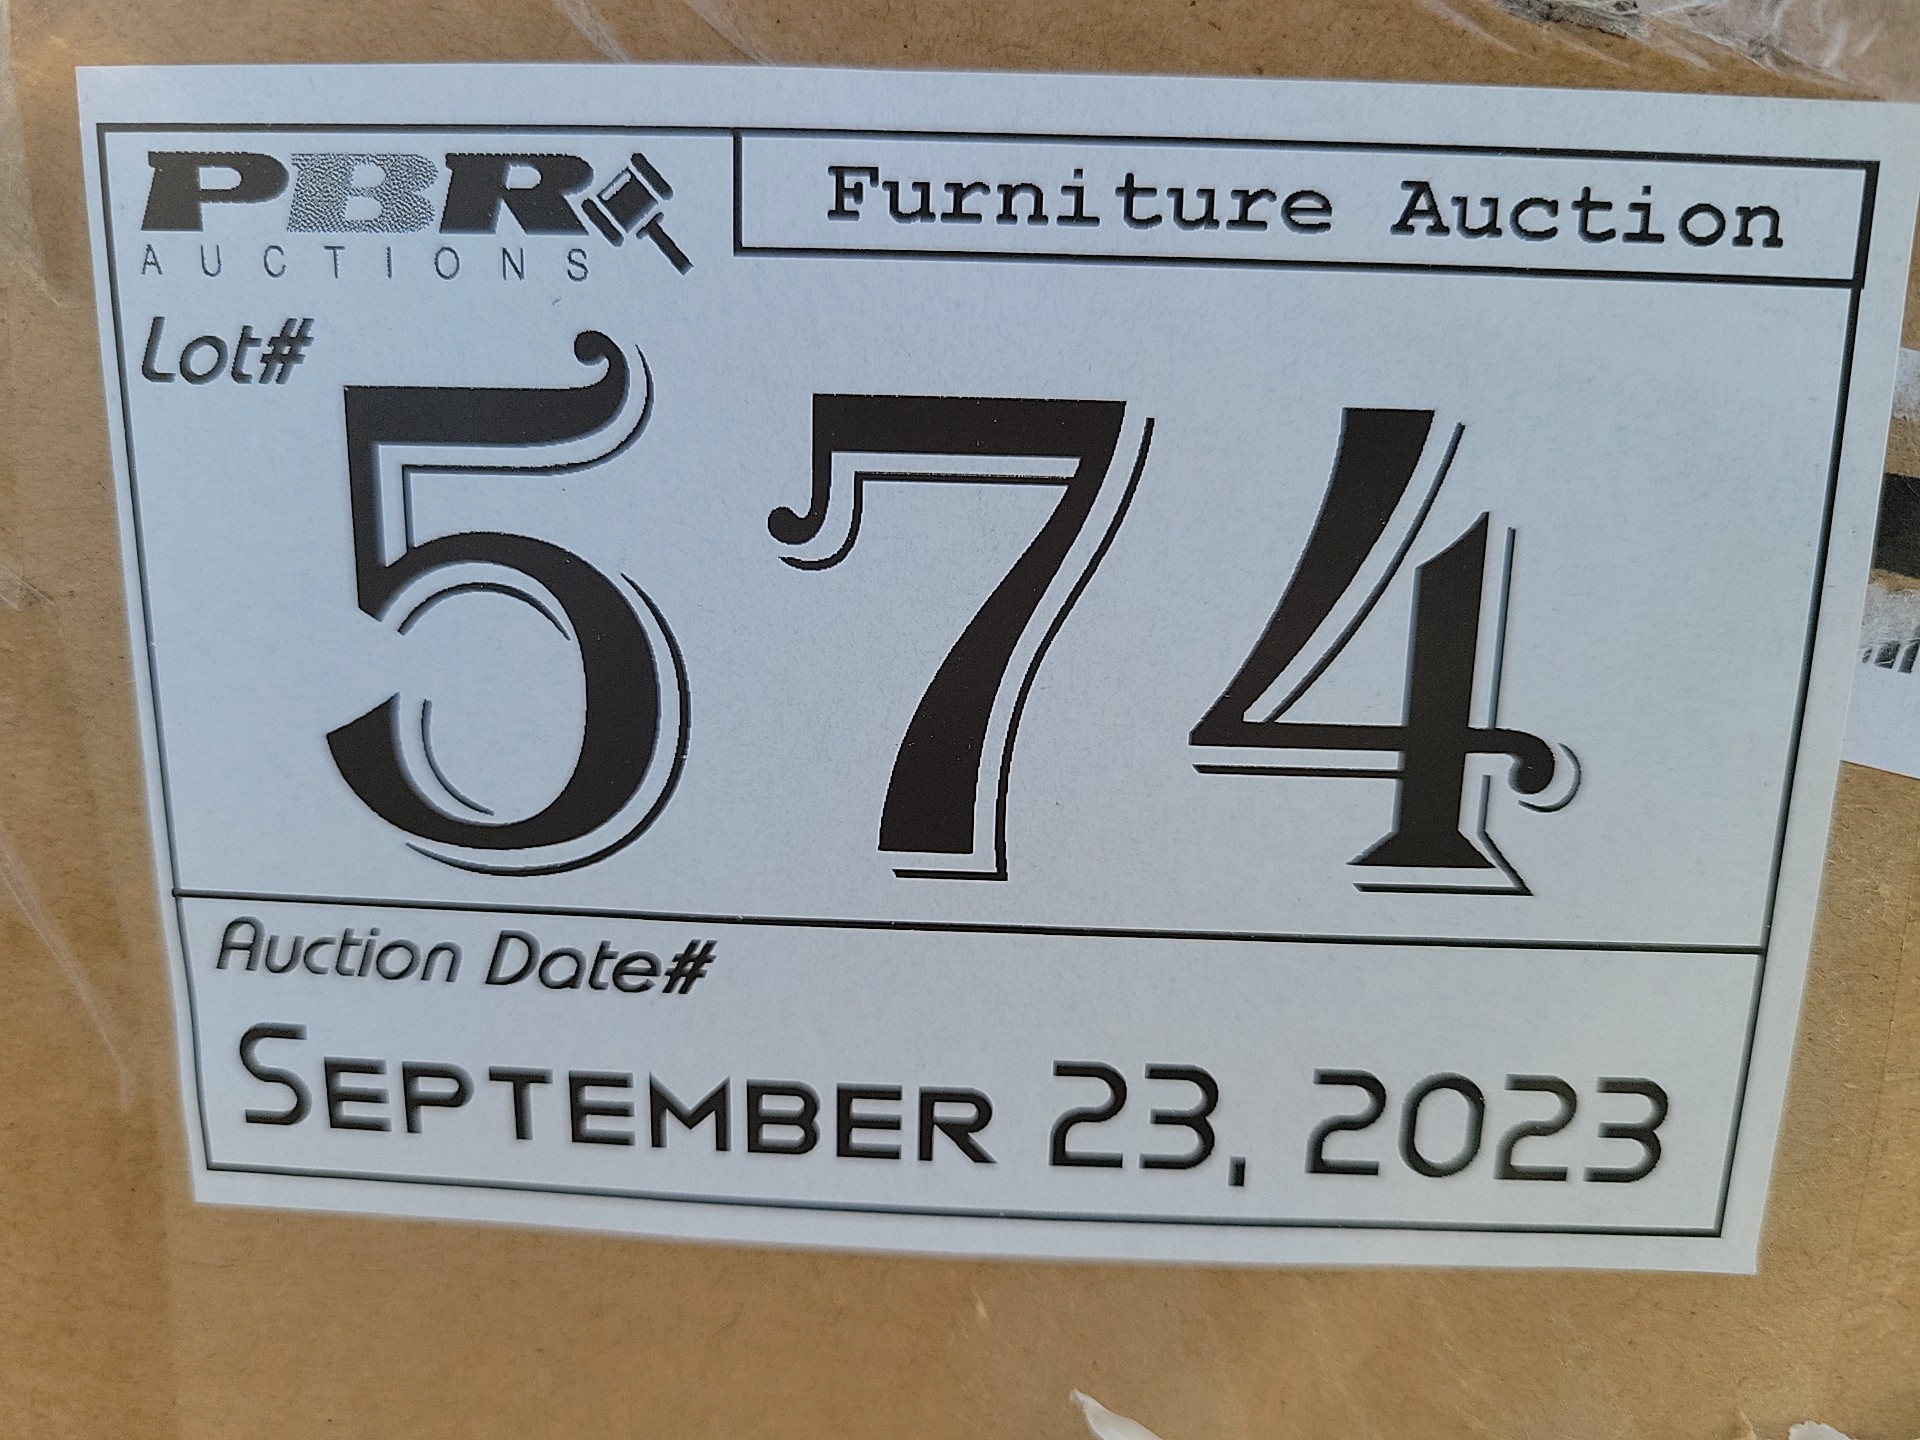 PBR
AUCTIONS
Furniture Auction
Lot#
574
Auction Date#
SEPTEMBER 23, 2023